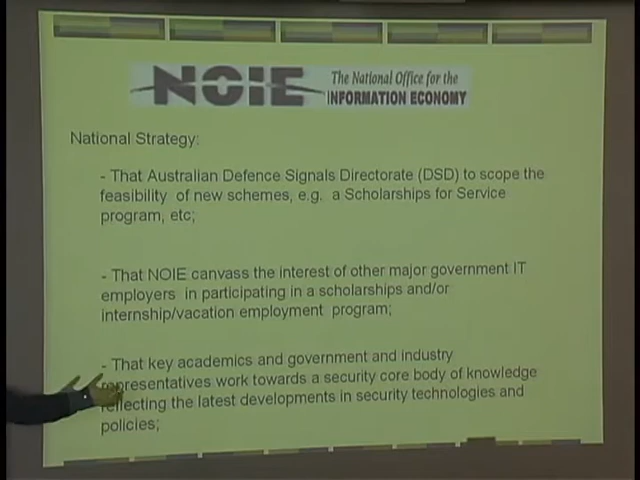 NOIE The National Office for the
INFORMATION ECONOMY
National Strategy:
- That Australian Defence Signals Directorate (DSD) to scope the
feasibility of new schemes, e.g. a Scholarships for Service
program, etc;
- That NOIE canvass the interest of other major government IT
employers in participating in a scholarships and/or
internship/vacation employment program;
- That key academics and government and industry
representatives work towards a security core body of knowledge
reflecting the latest developments in security technologies and
policies;